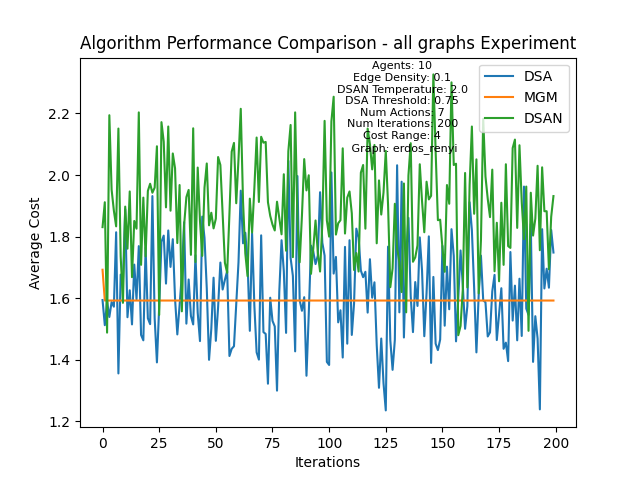 Algorithm Performance Comparison - all graphs Experiment
Agents: 10
Edge Density: 0.1
DSAN Temperature: 2.0
DSA Threshold: 0.75
Num Actions: 7
Num Iterations: 200
Cost Range: 4
Graph: erdos_renyi
DSA
MGM
DSAN
Average Cost
2.2
2.0
1.8
1.6
1.4
1.2
0 25 50 75 100 125 150 175 200
Iterations